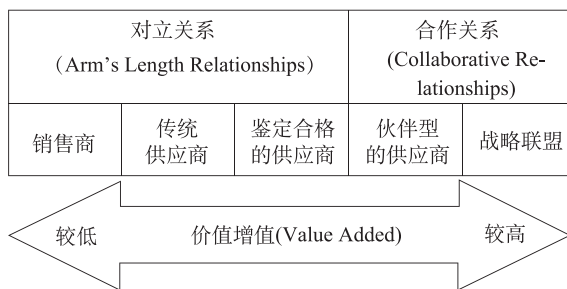 对立关系
（Arm's Length Relationships）
合作关系
(Collaborative Re-
lationships)
销售商
传统
供应商
鉴定合格
的供应商
伙伴型
的供应商
战略联盟
较低
价值增值(Value Added)
较高